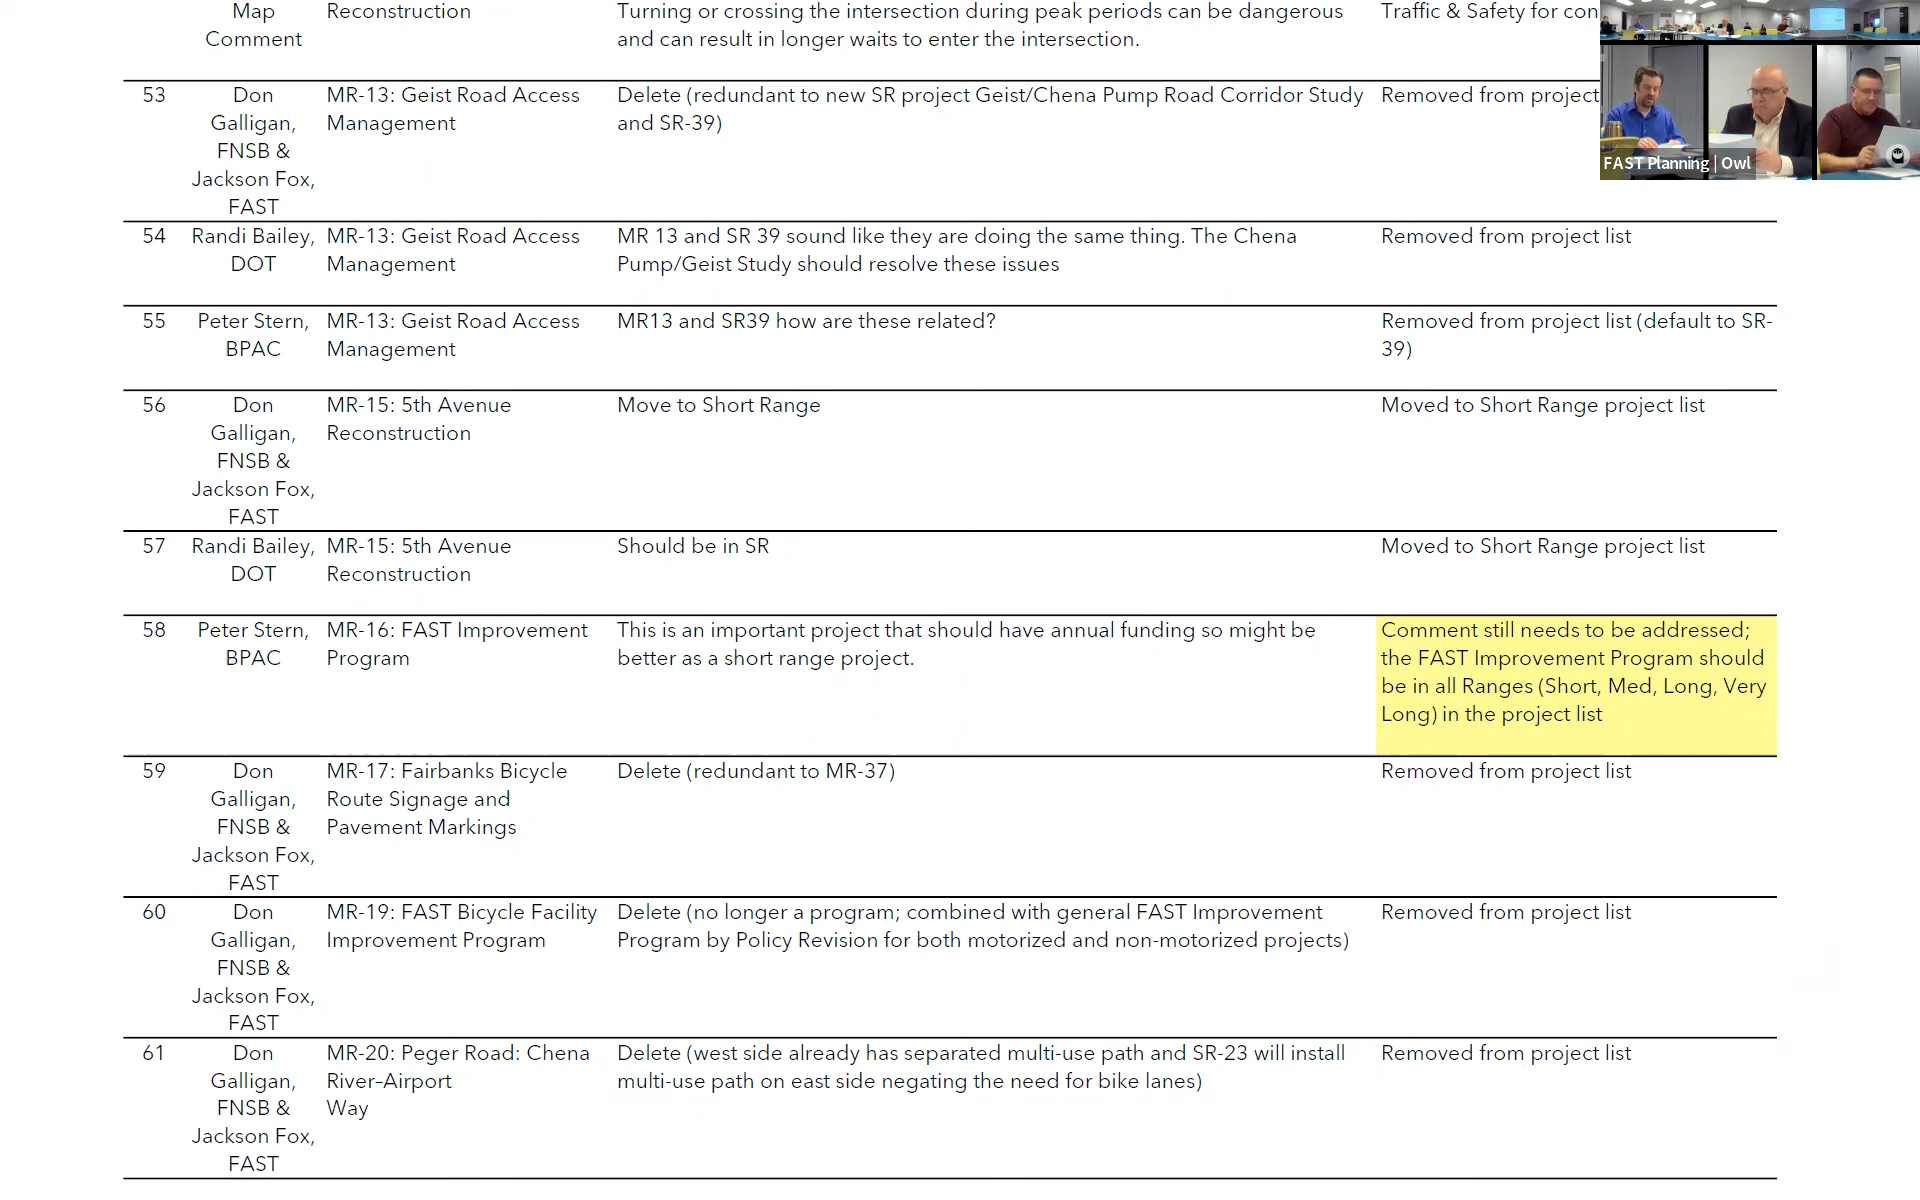 Map Comment
Reconstruction
Turning or crossing the intersection during peak periods can be dangerous
and can result in longer waits to enter the intersection.
Traffic & Safety for con
53
Don
Galligan,
FNSB &
Jackson Fox,
FAST
MR-13: Geist Road Access
Management
Delete (redundant to new SR project Geist/Chena Pump Road Corridor Study
and SR-39)
Removed from project
54
Randi Bailey,
DOT
MR-13: Geist Road Access
Management
MR 13 and SR 39 sound like they are doing the same thing. The Chena
Pump/Geist Study should resolve these issues
Removed from project list
55
Peter Stern,
BPAC
MR-13: Geist Road Access
Management
MR13 and SR39 how are these related?
Removed from project list (default to SR-
39)
56
Don
Galligan,
FNSB &
Jackson Fox,
FAST
MR-15: 5th Avenue
Reconstruction
Move to Short Range
Moved to Short Range project list
57
Randi Bailey,
DOT
MR-15: 5th Avenue
Reconstruction
Should be in SR
Moved to Short Range project list
58
Peter Stern,
BPAC
MR-16: FAST Improvement
Program
This is an important project that should have annual funding so might be
better as a short range project.
Comment still needs to be addressed;
the FAST Improvement Program should
be in all Ranges (Short, Med, Long, Very
Long) in the project list
59
Don
Galligan,
FNSB &
Jackson Fox,
FAST
MR-17: Fairbanks Bicycle
Route Signage and
Pavement Markings
Delete (redundant to MR-37)
Removed from project list
60
Don
Galligan,
FNSB &
Jackson Fox,
FAST
MR-19: FAST Bicycle Facility
Improvement Program
Delete (no longer a program; combined with general FAST Improvement
Program by Policy Revision for both motorized and non-motorized projects)
Removed from project list
61
Don
Galligan,
FNSB &
Jackson Fox,
FAST
MR-20: Peger Road: Chena
River–Airport
Way
Delete (west side already has separated multi-use path and SR-23 will install
multi-use path on east side negating the need for bike lanes)
Removed from project list
FAST Planning | Owl